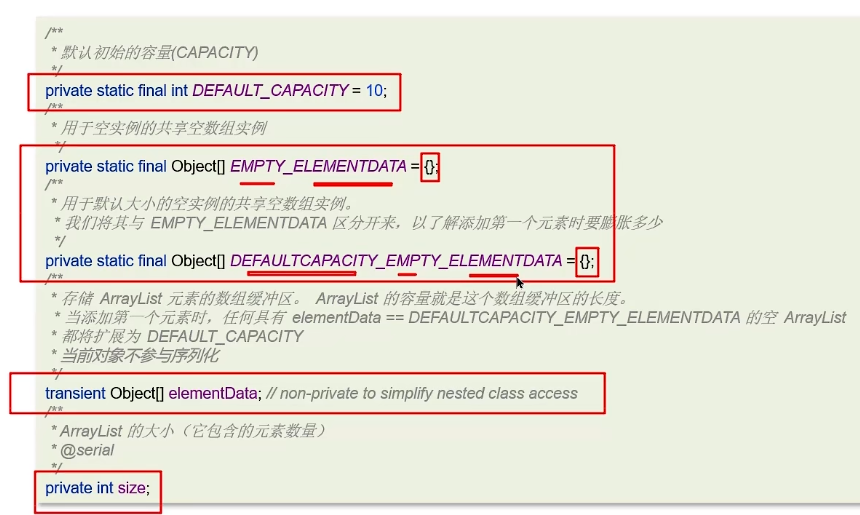 /**
* 默认初始的容量(CAPACITY)
*/
private static final int DEFAULT_CAPACITY = 10;
/**
* 用于空实例的共享空数组实例
*/
private static final Object[] EMPTY_ELEMENTDATA = {};
/**
* 用于默认大小的空实例的共享空数组实例。
* 我们将其与 EMPTY_ELEMENTDATA 区分开来，以了解添加第一个元素时要膨胀多少
*/
private static final Object[] DEFAULTCAPACITY_EMPTY_ELEMENTDATA = {};
/**
* 存储 ArrayList 元素的数组缓冲区。 ArrayList 的容量就是这个数组缓冲区的长度。
* 当添加第一个元素时，任何具有 elementData == DEFAULTCAPACITY_EMPTY_ELEMENTDATA 的空 ArrayList
* 都将扩展为 DEFAULT_CAPACITY
* 当前对象不参与序列化
*/
transient Object[] elementData; // non-private to simplify nested class access
/**
* ArrayList 的大小（它包含的元素数量）
* @serial
*/
private int size;